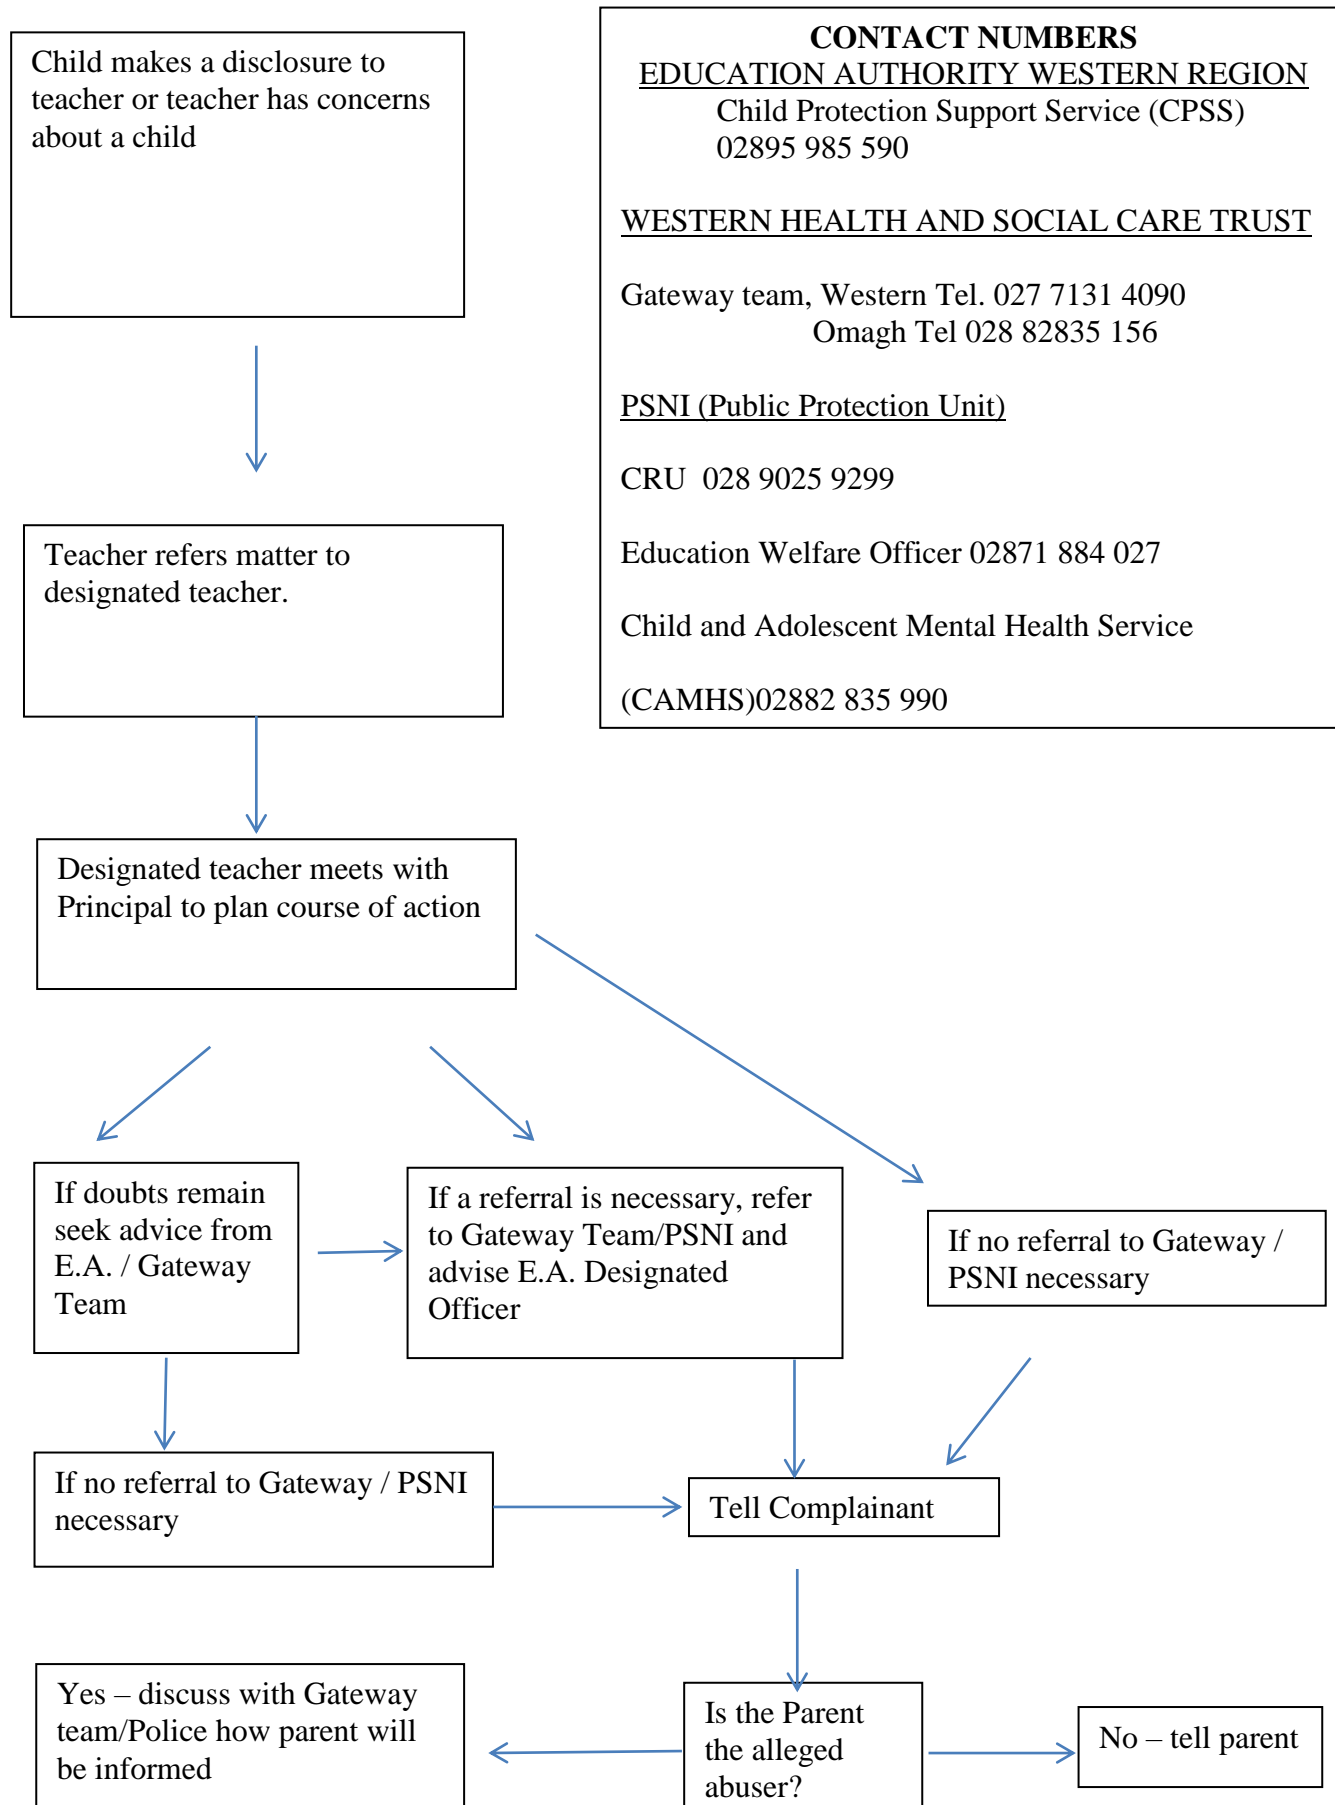 Child makes a disclosure to
teacher or teacher has concerns
about a child
CONTACT NUMBERS
EDUCATION AUTHORITY WESTERN REGION
Child Protection Support Service (CPSS)
02895 985 590
WESTERN HEALTH AND SOCIAL CARE TRUST
Gateway team, Western Tel. 027 7131 4090
Omagh Tel 028 82835 156
PSNI (Public Protection Unit)
CRU 028 9025 9299
Education Welfare Officer 02871 884 027
Child and Adolescent Mental Health Service
(CAMHS)02882 835 990
Teacher refers matter to
designated teacher.
Designated teacher meets with
Principal to plan course of action
If doubts remain
seek advice from
E.A. / Gateway
Team
If a referral is necessary, refer
to Gateway Team/PSNI and
advise E.A. Designated
Officer
If no referral to Gateway /
PSNI necessary
If no referral to Gateway / PSNI
necessary
Tell Complainant
Yes – discuss with Gateway
team/Police how parent will
be informed
Is the Parent
the alleged
abuser?
No – tell parent